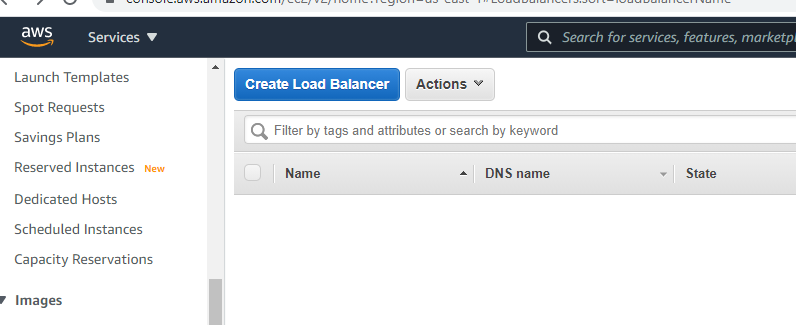 console.aws.amazon.com/ec2/v2/home?region=us-east-1#LoadBalancers:sort=loadBalancerName
aws
Services
Search for services, features, marketpl
Launch Templates
Spot Requests
Savings Plans
Reserved Instances New
Dedicated Hosts
Scheduled Instances
Capacity Reservations
Images
Create Load Balancer
Actions
Filter by tags and attributes or search by keyword
Name
DNS name
State